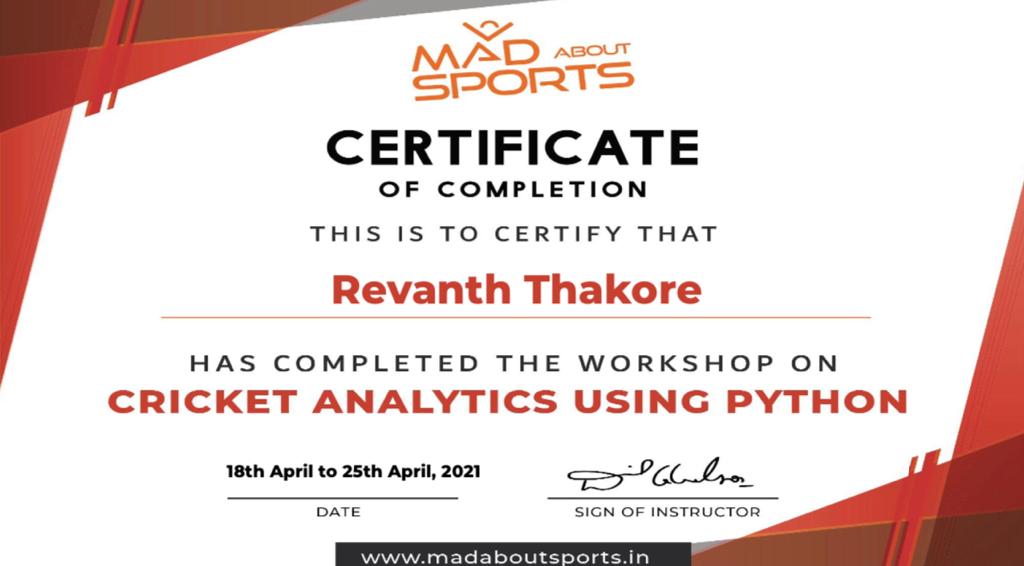 MAD ABOUT
SPORTS
CERTIFICATE
OF COMPLETION
THIS IS TO CERTIFY THAT
Revanth Thakore
HAS COMPLETED THE WORKSHOP ON
CRICKET ANALYTICS USING PYTHON
18th April to 25th April, 2021
DATE
SIGN OF INSTRUCTOR
www.madaboutsports.in